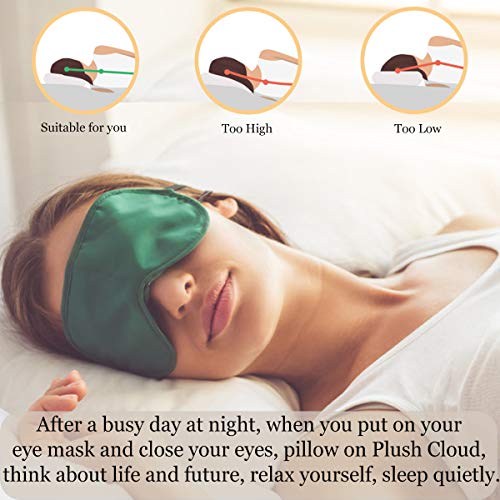 Suitable for you
Too High
Too Low
After a busy day at night, when you put on your
eye mask and close your eyes, pillow on Plush Cloud,
think about life and future, relax yourself, sleep quietly.